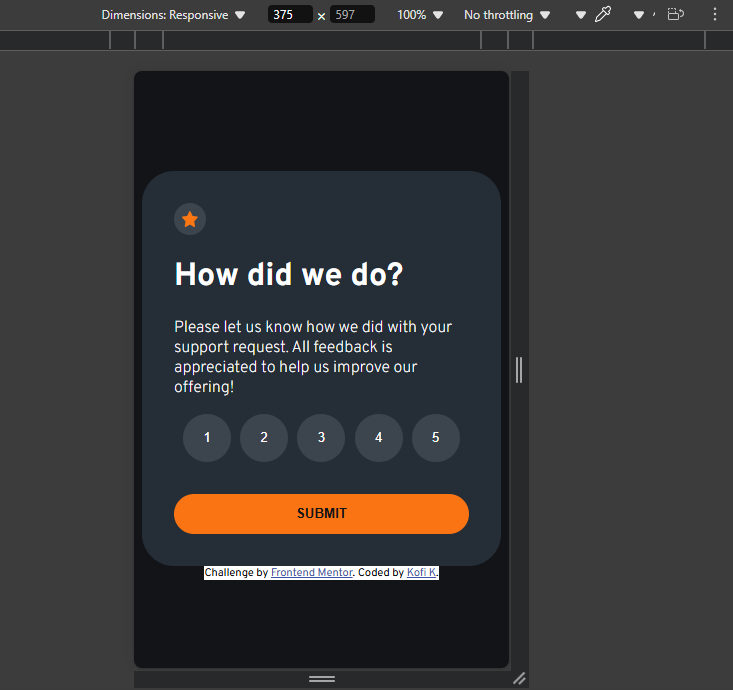 Dimensions: Responsive 375 × 597 100% No throttling
How did we do?
Please let us know how we did with your
support request. All feedback is
appreciated to help us improve our
offering!
1 2 3 4 5
SUBMIT
Challenge by Frontend Mentor. Coded by Kofi K.